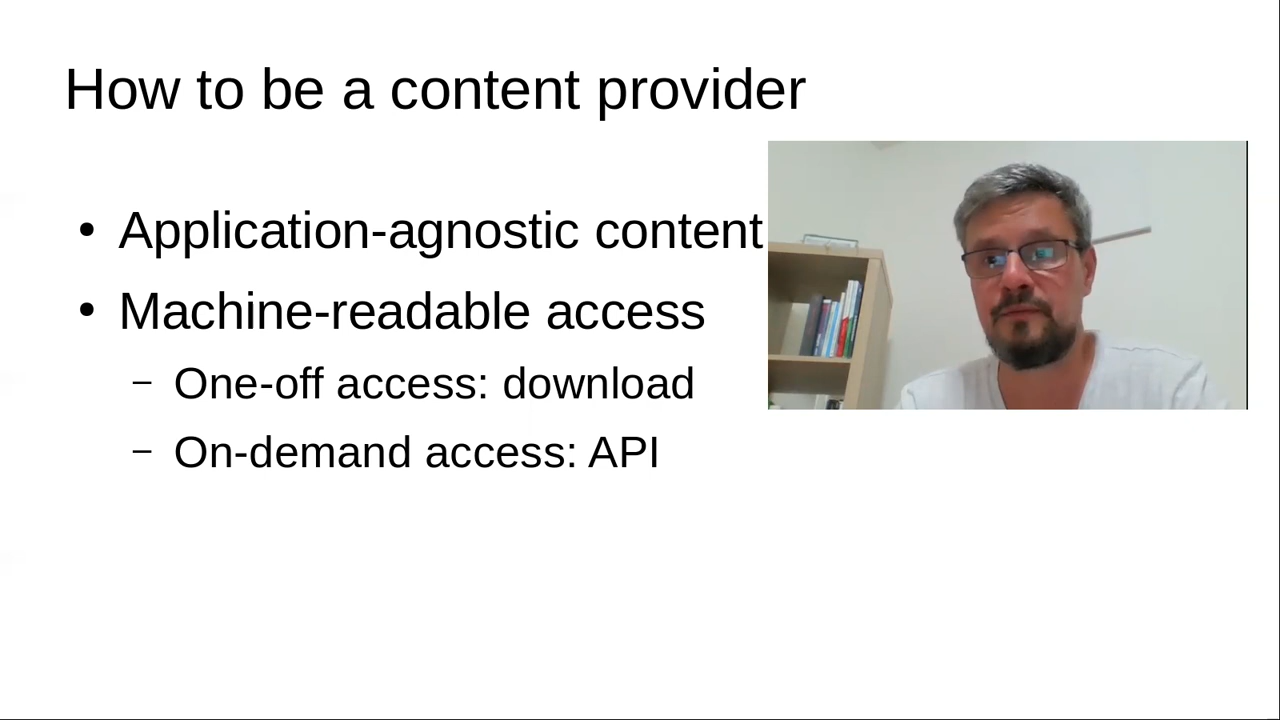 How to be a content provider
• Application-agnostic content
• Machine-readable access
– One-off access: download
– On-demand access: API